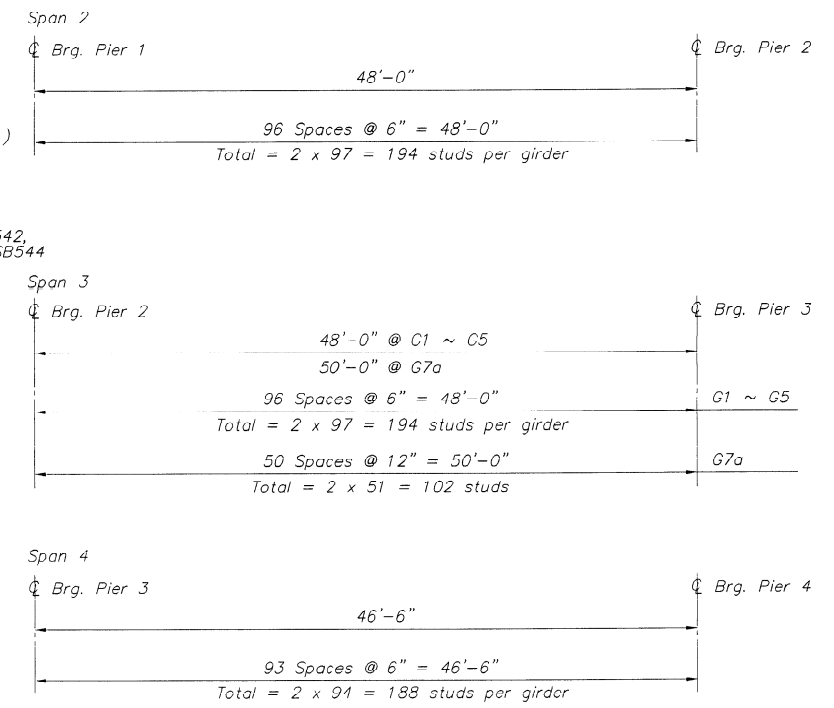 Span 2
℄ Brg. Pier 1
℄ Brg. Pier 2
48'-0"
96 Spaces @ 6" = 48'-0"
)
Total = 2 x 97 = 194 studs per girder
542,
SB544
Span 3
℄ Brg. Pier 2
℄ Brg. Pier 3
48'-0" @ G1 ~ G5
50'-0" @ G7a
96 Spaces @ 6" = 48'-0"
G1 ~ G5
Total = 2 x 97 = 194 studs per girder
50 Spaces @ 12" = 50'-0"
G7a
Total = 2 x 51 = 102 studs
Span 4
℄ Brg. Pier 3
℄ Brg. Pier 4
46'-6"
93 Spaces @ 6" = 46'-6"
Total = 2 x 94 = 188 studs per girder